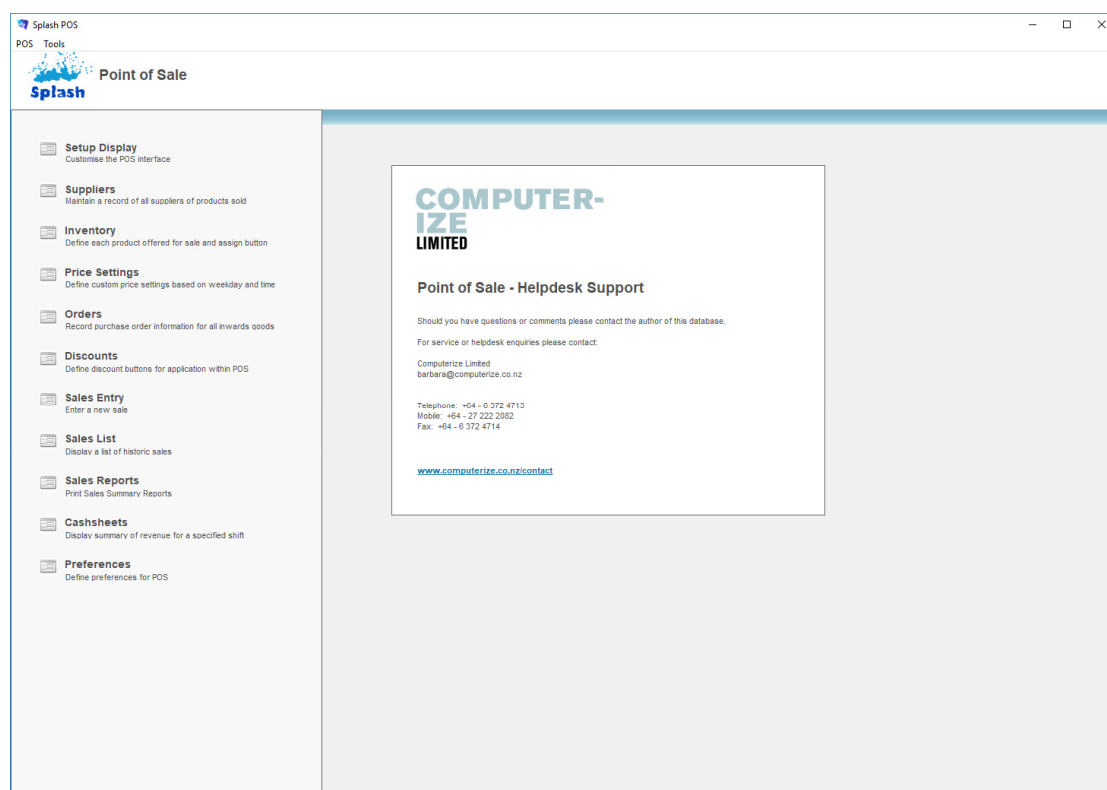 Splash POS
POS Tools
Splash
Point of Sale
Setup Display
Customise the POS interface
Suppliers
Maintain a record of all suppliers of products sold
Inventory
Define each product offered for sale and assign button
Price Settings
Define custom price settings based on weekday and time
Orders
Record purchase order information for all inwards goods
Discounts
Define discount buttons for application within POS
Sales Entry
Enter a new sale
Sales List
Display a list of historic sales
Sales Reports
Print Sales Summary Reports
Cashsheets
Display summary of revenue for a specified shift
Preferences
Define preferences for POS
COMPUTER-
IZE
LIMITED
Point of Sale - Helpdesk Support
Should you have questions or comments please contact the author of this database.
For service or helpdesk enquiries please contact:
Computerize Limited
barbara@computerize.co.nz
Telephone: +64 - 6 372 4713
Mobile: +64 - 27 222 2082
Fax: +64 - 6 372 4714
www.computerize.co.nz/contact